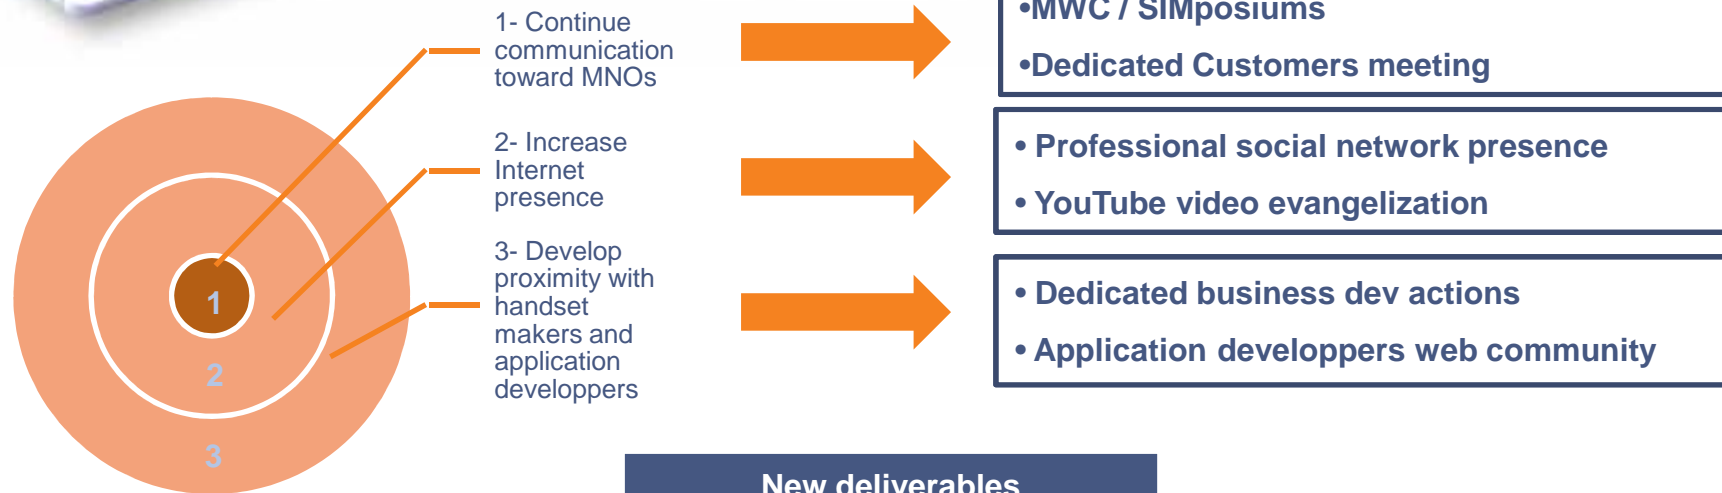 1- Continue
communication
toward MNOs
•MWC / SIMposiums
•Dedicated Customers meeting
2- Increase
Internet
presence
• Professional social network presence
• YouTube video evangelization
3- Develop
proximity with
handset
makers and
application
developpers
• Dedicated business dev actions
• Application developpers web community
1
2
3
New deliverables